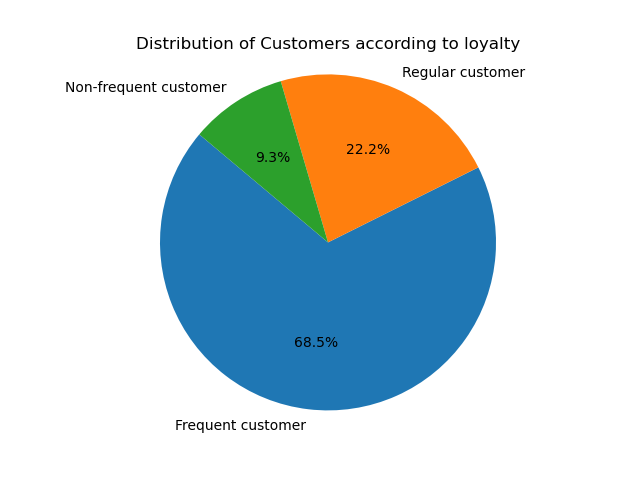 Distribution of Customers according to loyalty
Regular customer
Non-frequent customer
22.2%
9.3%
68.5%
Frequent customer